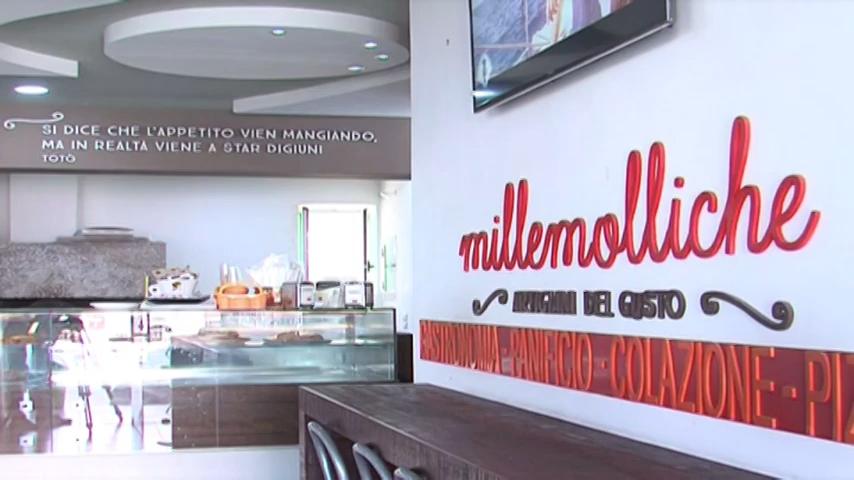 SI DICE CHE L'APPETITO VIEN MANGIANDO,
MA IN REALTÀ VIENE A STAR DIGIUNI
TOTÒ
millemolliche
ARTIGIANI DEL GUSTO
GASTRONOMIA - PANIFICIO - COLAZIONE - PIZ